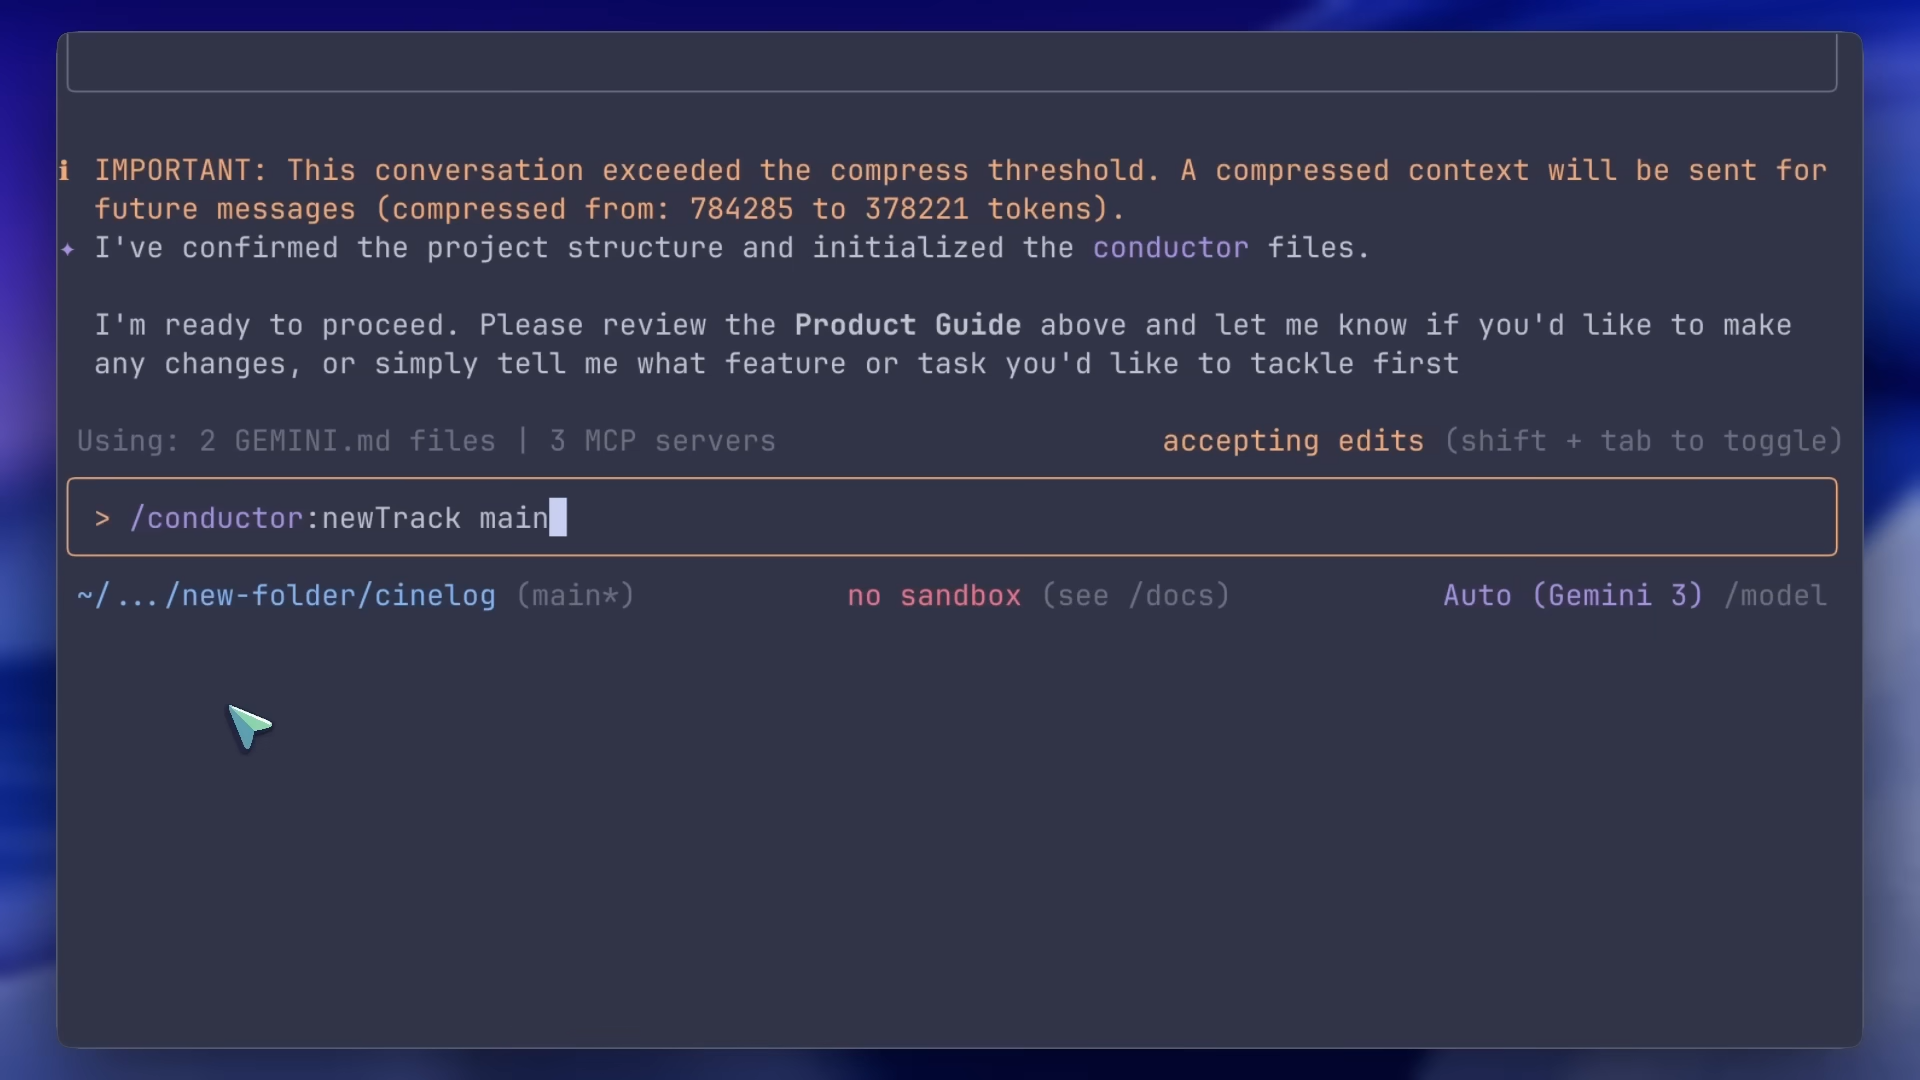 ℹ IMPORTANT: This conversation exceeded the compress threshold. A compressed context will be sent for
future messages (compressed from: 784285 to 378221 tokens).
✦ I've confirmed the project structure and initialized the conductor files.
I'm ready to proceed. Please review the Product Guide above and let me know if you'd like to make
any changes, or simply tell me what feature or task you'd like to tackle first
Using: 2 GEMINI.md files | 3 MCP servers accepting edits (shift + tab to toggle)
> /conductor:newTrack main
~/.../new-folder/cinelog (main*) no sandbox (see /docs) Auto (Gemini 3) /model